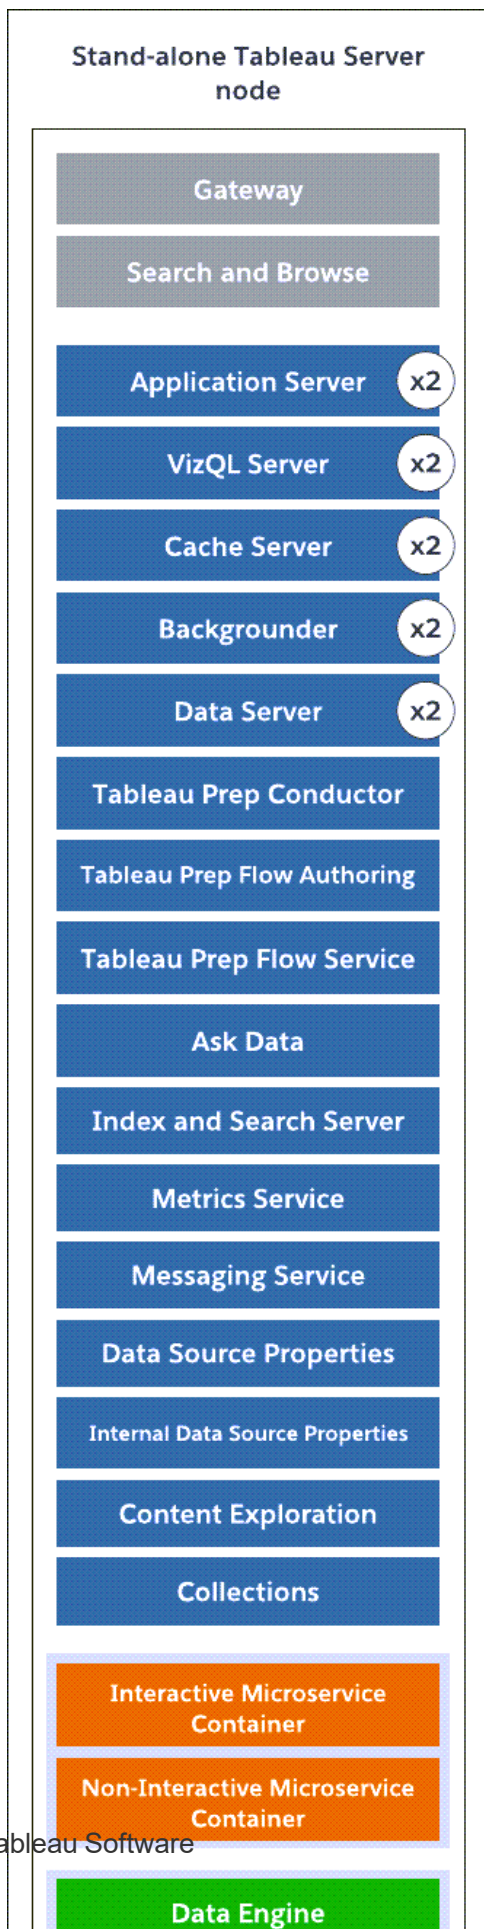 Stand-alone Tableau Server
node
Gateway
Search and Browse
Application Server x2
VizQL Server x2
Cache Server x2
Backgrounder x2
Data Server x2
Tableau Prep Conductor
Tableau Prep Flow Authoring
Tableau Prep Flow Service
Ask Data
Index and Search Server
Metrics Service
Messaging Service
Data Source Properties
Internal Data Source Properties
Content Exploration
Collections
Interactive Microservice
Container
Non-Interactive Microservice
Container
ableau Software
Data Engine